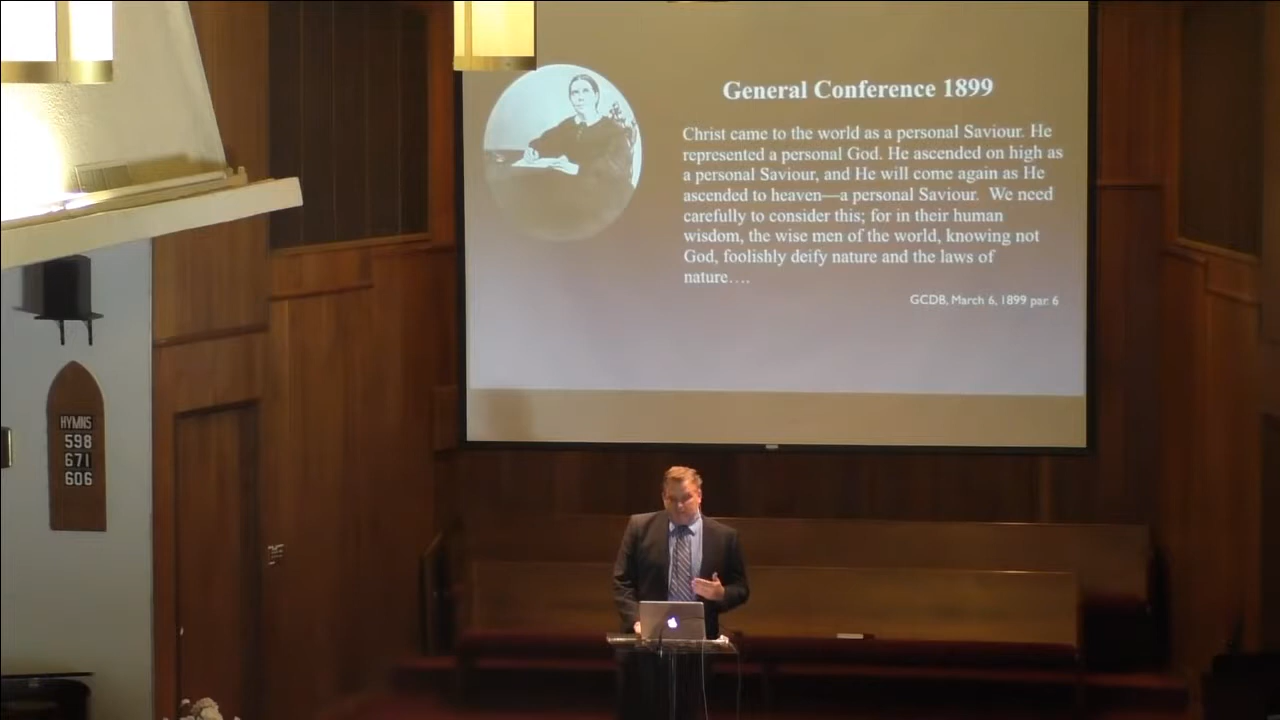 General Conference 1899
Christ came to the world as a personal Saviour. He
represented a personal God. He ascended on high as
a personal Saviour, and He will come again as He
ascended to heaven—a personal Saviour.  We need
carefully to consider this; for in their human
wisdom, the wise men of the world, knowing not
God, foolishly deify nature and the laws of
nature….
GCDB, March 6, 1899 par. 6
HYMNS
598
671
606